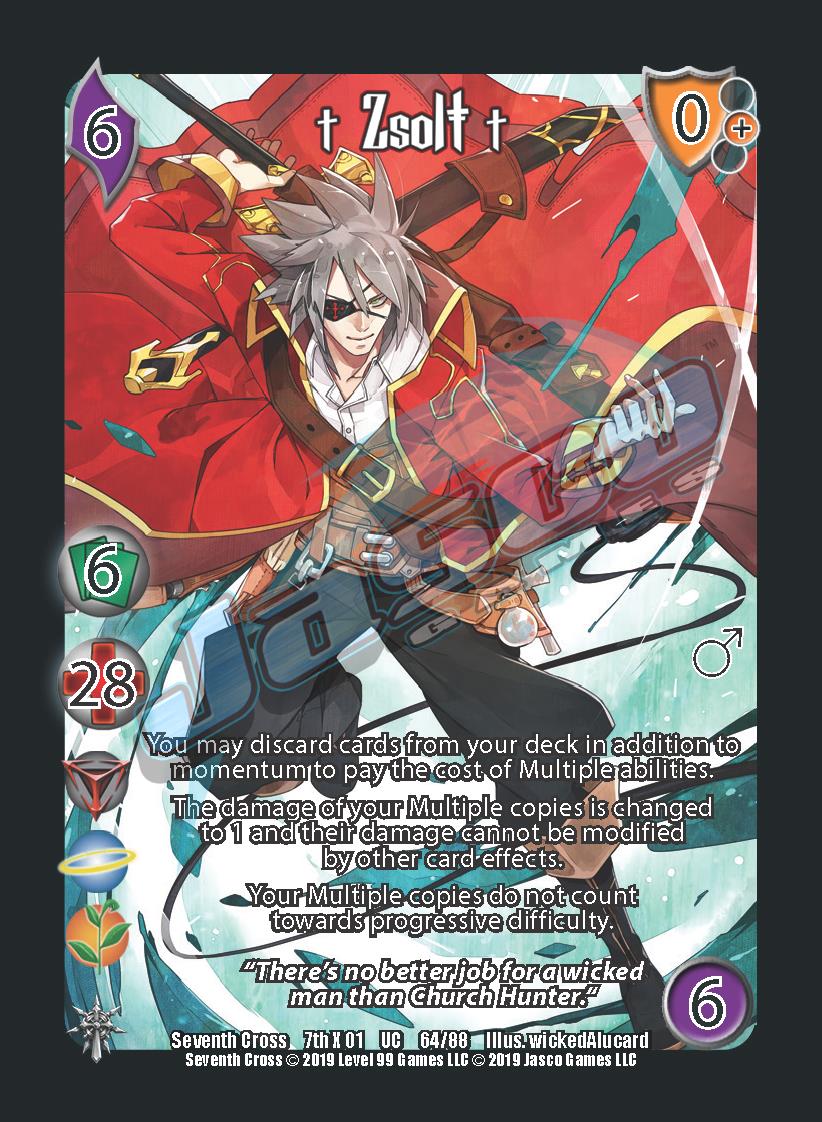 6
† Zsolt †
0
+
™
Jasco
GAMES
6
28
You may discard cards from your deck in addition to
momentum to pay the cost of Multiple abilities.
The damage of your Multiple copies is changed
to 1 and their damage cannot be modified
by other card effects.
Your Multiple copies do not count
towards progressive difficulty.
“There’s no better job for a wicked
man than Church Hunter.”
6
Seventh Cross 7th X 01 UC 64/88 Illus. wickedAlucard
Seventh Cross © 2019 Level 99 Games LLC © 2019 Jasco Games LLC